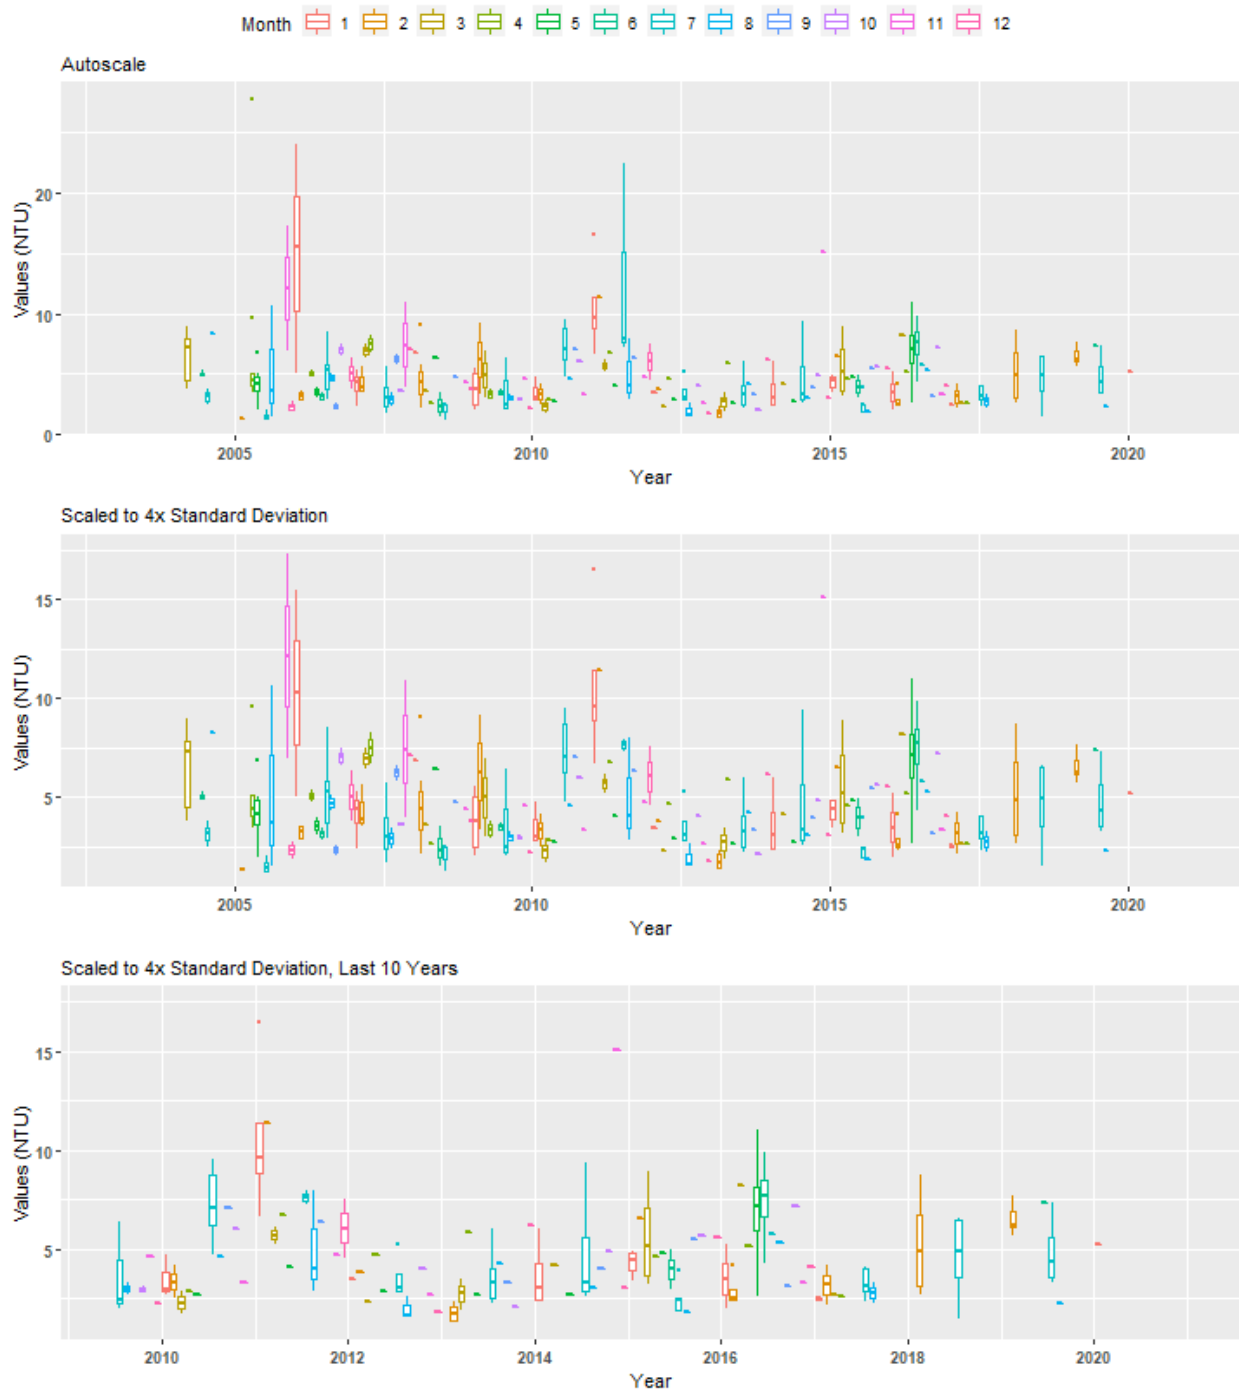 Month 1 2 3 4 5 6 7 8 9 10 11 12
Autoscale
Values (NTU)
20
10
0
2005 2010 2015 2020
Year
Scaled to 4x Standard Deviation
Values (NTU)
15
10
5
2005 2010 2015 2020
Year
Scaled to 4x Standard Deviation, Last 10 Years
Values (NTU)
15
10
5
2010 2012 2014 2016 2018 2020
Year